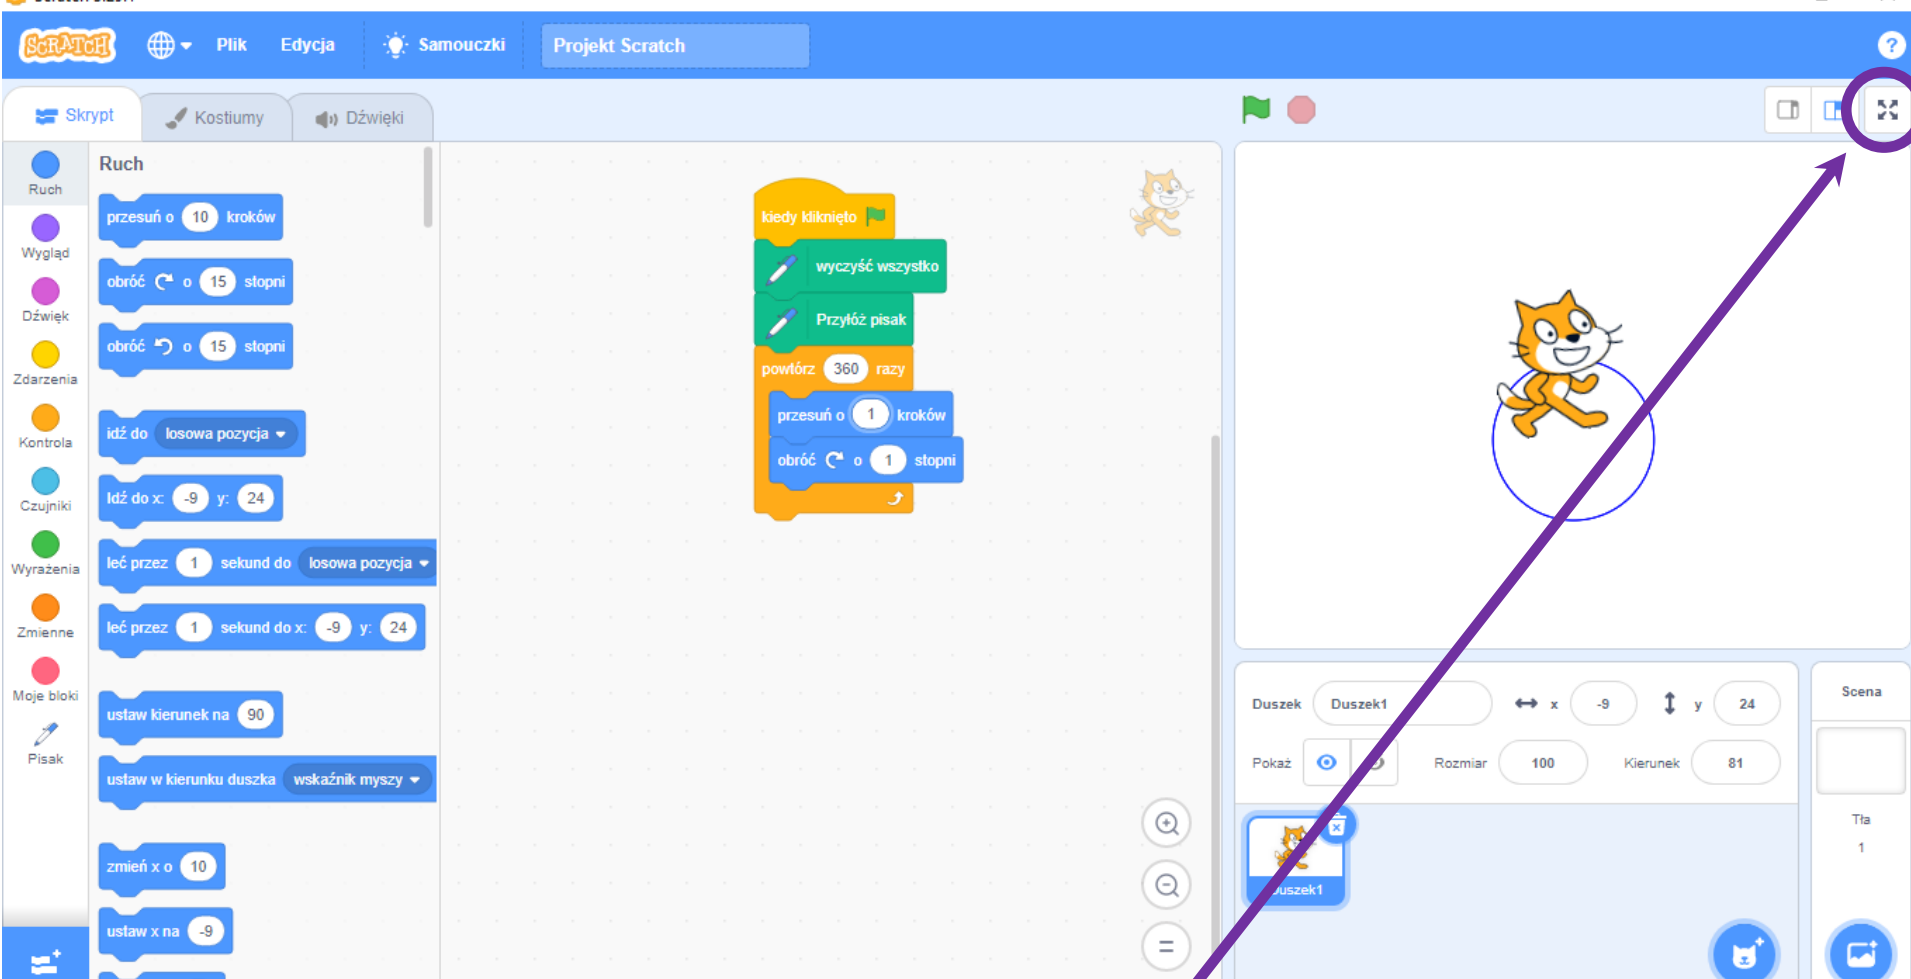 SCRATCH Plik Edycja Samouczki Projekt Scratch ?
Skrypt Kostiumy Dźwięki
Ruch
Wygląd
Dźwięk
Zdarzenia
Kontrola
Czujniki
Wyrażenia
Zmienne
Moje bloki
Pisak
Ruch
przesuń o 10 kroków
obróć o 15 stopni
obróć o 15 stopni
idź do losowa pozycja
Idź do x: -9 y: 24
leć przez 1 sekund do losowa pozycja
leć przez 1 sekund do x: -9 y: 24
ustaw kierunek na 90
ustaw w kierunku duszka wskaźnik myszy
zmień x o 10
ustaw x na -9
kiedy kliknięto
wyczyść wszystko
Przyłóż pisak
powtórz 360 razy
przesuń o 1 kroków
obróć o 1 stopni
Duszek Duszek1 x -9 y 24
Pokaż Rozmiar 100 Kierunek 81
Duszek1
Scena
Tła
1